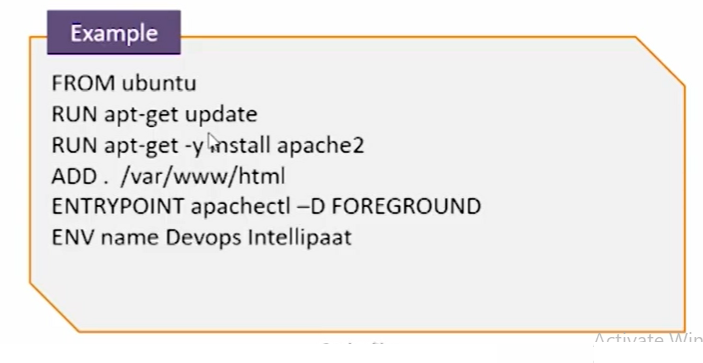 Example
FROM ubuntu
RUN apt-get update
RUN apt-get -y install apache2
ADD . /var/www/html
ENTRYPOINT apachectl –D FOREGROUND
ENV name Devops Intellipaat
Activate Win